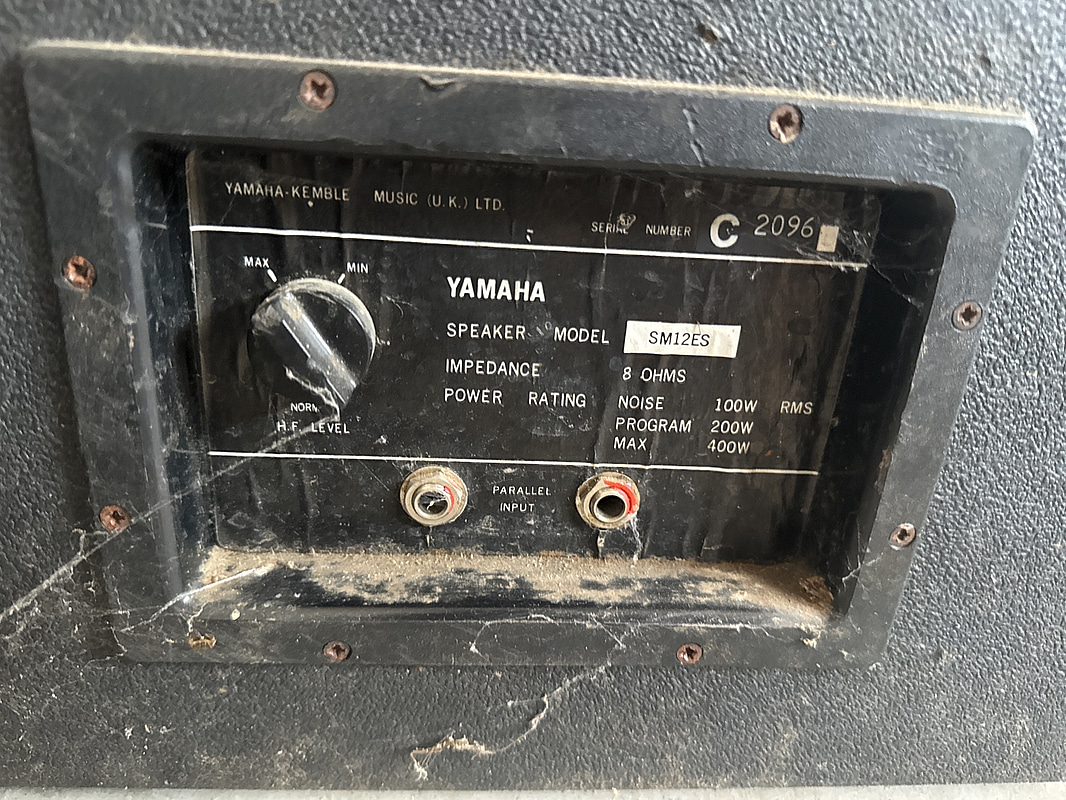 YAMAHA-KEMBLE MUSIC (U.K.) LTD.
SERIAL NUMBER C 2096
MAX MIN
YAMAHA
SPEAKER MODEL SM12ES
IMPEDANCE 8 OHMS
POWER RATING NOISE 100W RMS
PROGRAM 200W
MAX 400W
NORM
H.F. LEVEL
PARALLEL
INPUT